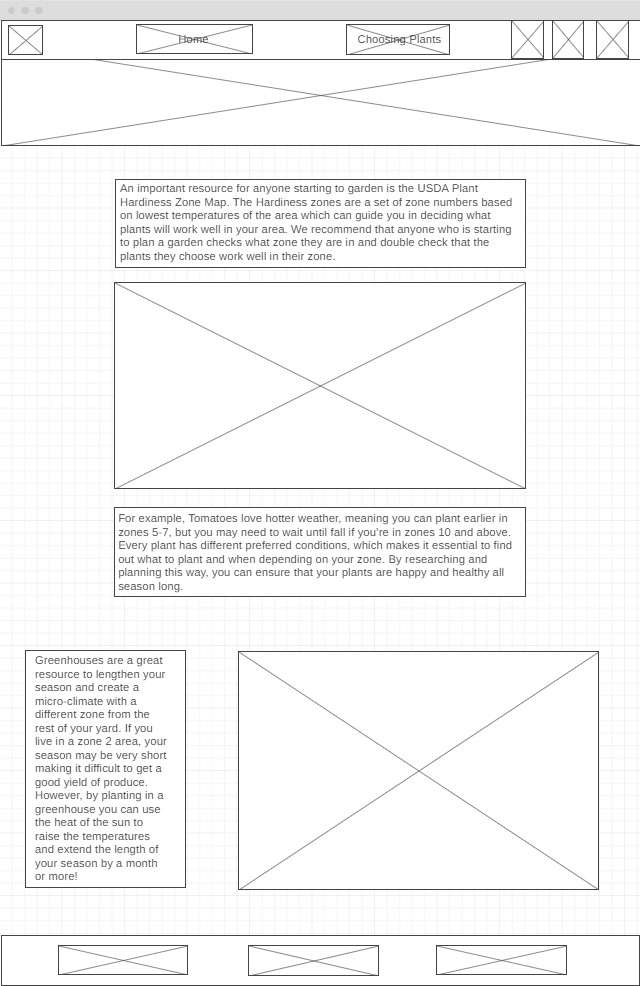 Home
Choosing Plants
An important resource for anyone starting to garden is the USDA Plant
Hardiness Zone Map. The Hardiness zones are a set of zone numbers based
on lowest temperatures of the area which can guide you in deciding what
plants will work well in your area. We recommend that anyone who is starting
to plan a garden checks what zone they are in and double check that the
plants they choose work well in their zone.
For example, Tomatoes love hotter weather, meaning you can plant earlier in
zones 5-7, but you may need to wait until fall if you're in zones 10 and above.
Every plant has different preferred conditions, which makes it essential to find
out what to plant and when depending on your zone. By researching and
planning this way, you can ensure that your plants are happy and healthy all
season long.
Greenhouses are a great
resource to lengthen your
season and create a
micro-climate with a
different zone from the
rest of your yard. If you
live in a zone 2 area, your
season may be very short
making it difficult to get a
good yield of produce.
However, by planting in a
greenhouse you can use
the heat of the sun to
raise the temperatures
and extend the length of
your season by a month
or more!